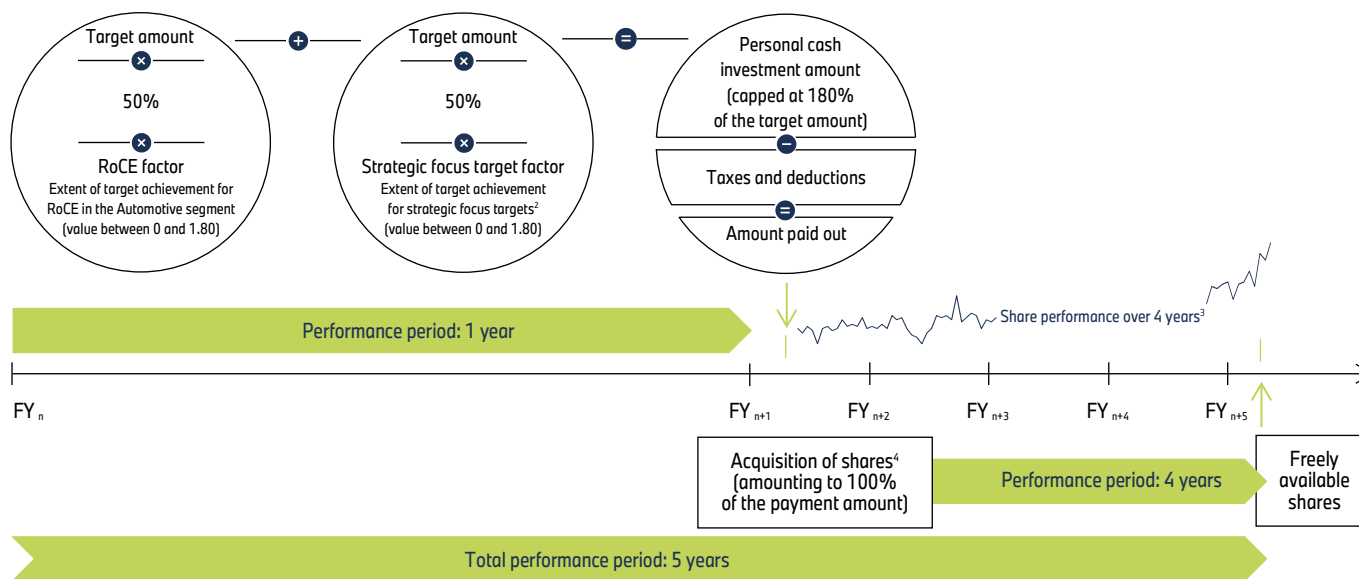 Target amount
×
50%
×
RoCE factor
Extent of target achievement for
RoCE in the Automotive segment
(value between 0 and 1.80)
+
Target amount
×
50%
×
Strategic focus target factor
Extent of target achievement
for strategic focus targets²
(value between 0 and 1.80)
=
Personal cash
investment amount
(capped at 180%
of the target amount)
−
Taxes and deductions
=
Amount paid out
Performance period: 1 year
Share performance over 4 years³
FY n
FY n+1
FY n+2
FY n+3
FY n+4
FY n+5
Acquisition of shares⁴
(amounting to 100%
of the payment amount)
Performance period: 4 years
Freely
available
shares
Total performance period: 5 years